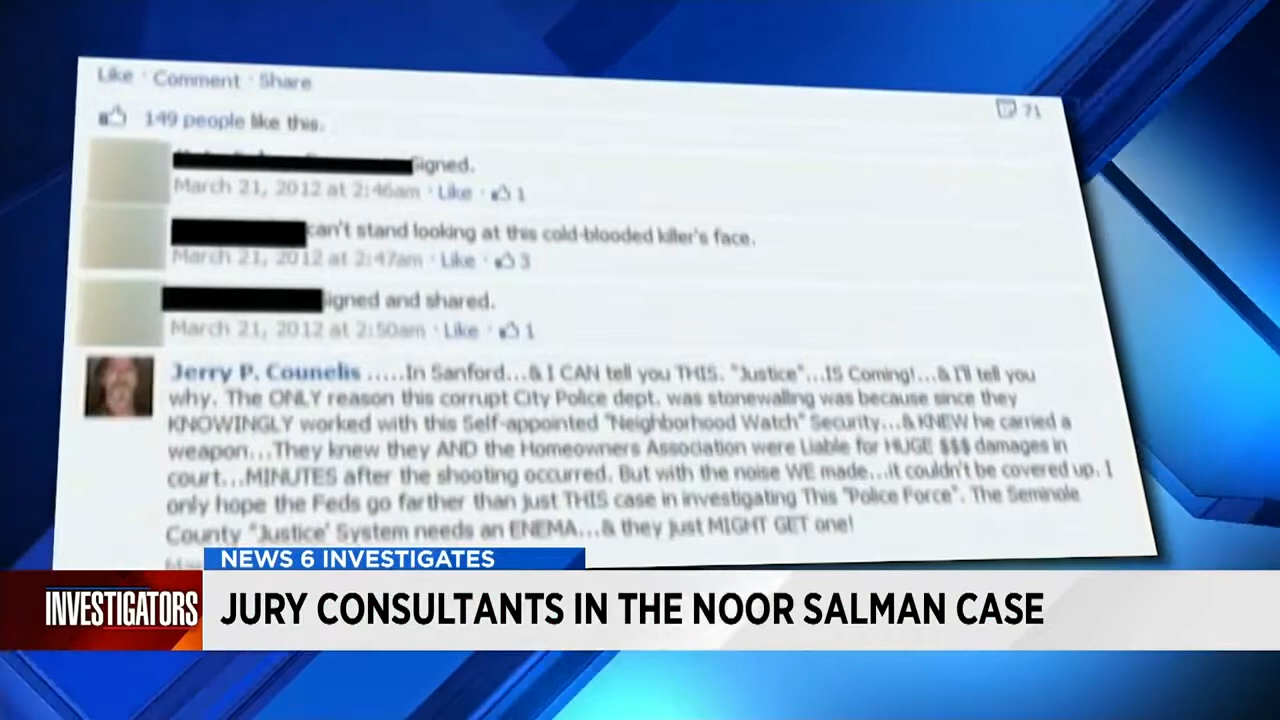 Like · Comment · Share
71
149 people like this.
Signed.
March 21, 2012 at 2:46am · Like · 1
can't stand looking at this cold-blooded killer's face.
March 21, 2012 at 2:47am · Like · 3
igned and shared.
March 21, 2012 at 2:50am · Like · 1
Jerry P. Counelis .....In Sanford...& I CAN tell you THIS. "Justice"...IS Coming!...& I'll tell you
why. The ONLY reason this corrupt City Police dept. was stonewalling was because since they
KNOWINGLY worked with this Self-appointed "Neighborhood Watch" Security...& KNEW he carried a
weapon...They knew they AND the Homeowners Association were Liable for HUGE $$$ damages in
court...MINUTES after the shooting occurred. But with the noise WE made...it couldn't be covered up. I
only hope the Feds go farther than just THIS case in investigating This "Police Force". The Seminole
County "Justice' System needs an ENEMA...& they just MIGHT GET one!
NEWS 6 INVESTIGATES
INVESTIGATORS
JURY CONSULTANTS IN THE NOOR SALMAN CASE